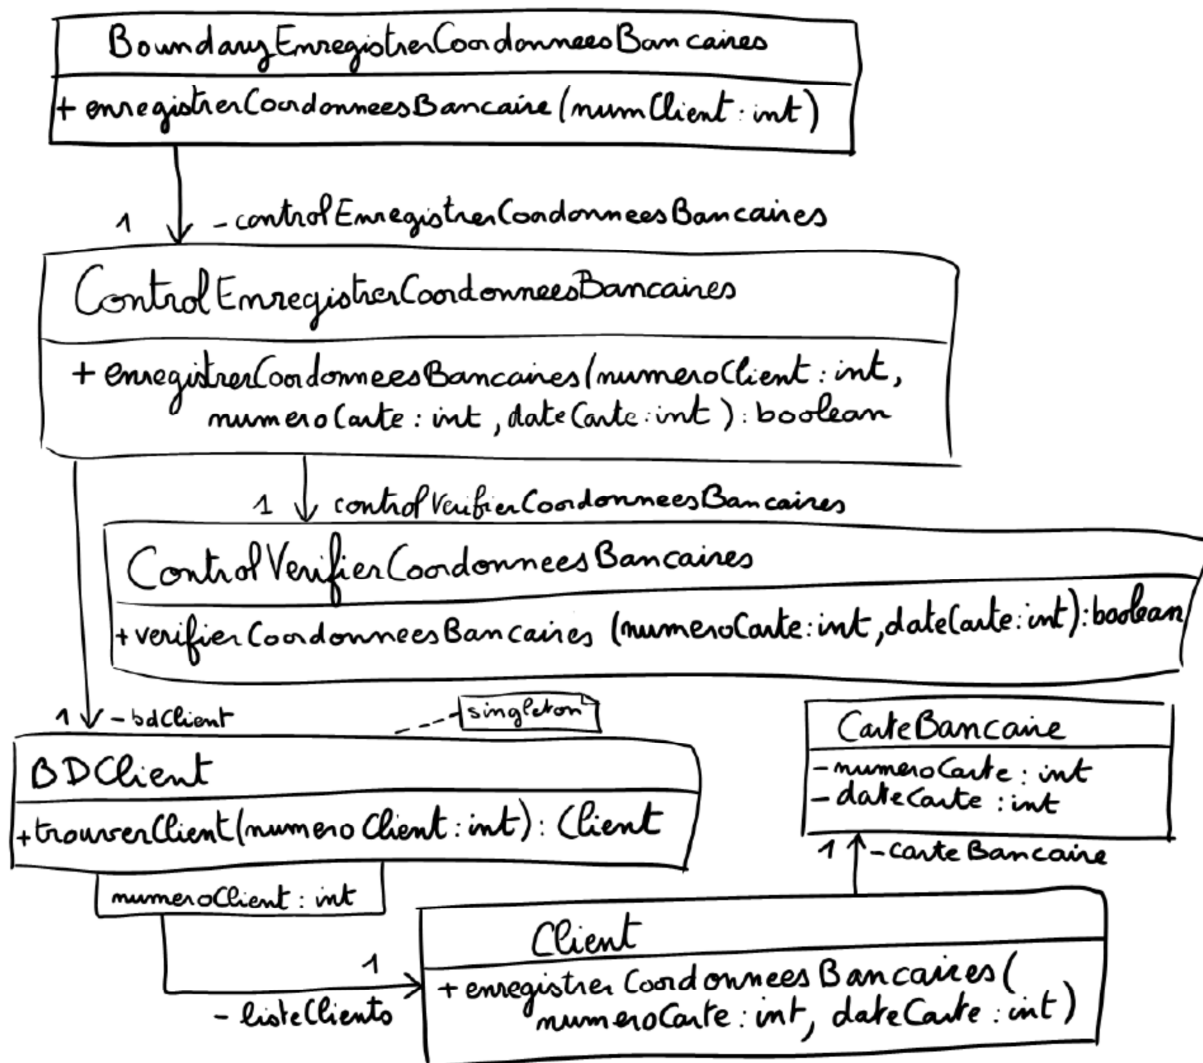 BoundaryEnregistrerCoordonneesBancaires
+ enregistrerCoordonneesBancaire(numClient : int)
1 - controlEnregistrerCoordonneesBancaires
ControlEnregistrerCoordonneesBancaires
+ enregistrerCoordonneesBancaires(numeroClient : int,
numeroCarte : int, dateCarte : int) : boolean
1 controlVerifierCoordonneesBancaires
ControlVerifierCoordonneesBancaires
+ verifierCoordonneesBancaires (numeroCarte : int, dateCarte : int) : boolean
1 - bdClient
singleton
BDClient
+ trouverClient(numeroClient : int) : Client
numeroClient : int
CarteBancaire
- numeroCarte : int
- dateCarte : int
1 - carteBancaire
1
- listeClients
Client
+ enregistrerCoordonneesBancaires(
numeroCarte : int, dateCarte : int)